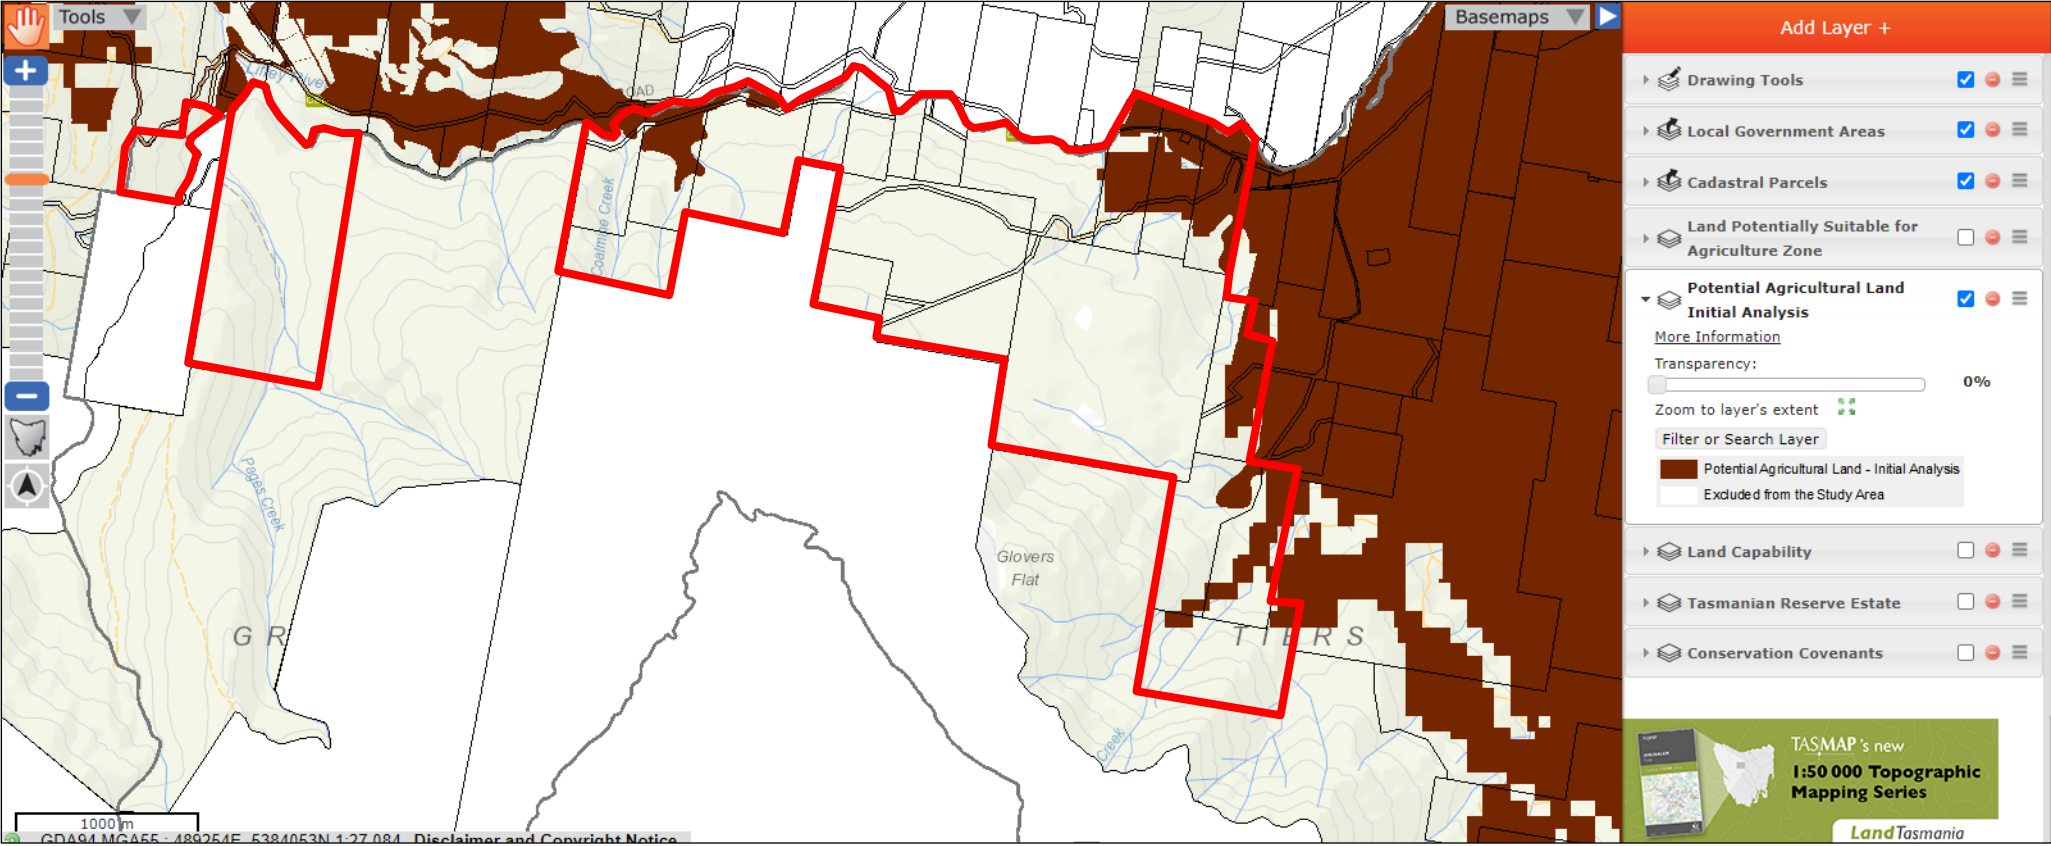 Tools
Basemaps
Liffey River
ROAD
Coalmine Creek
Pages Creek
Glovers
Flat
G R
T I E R S
Creek
1000 m
GDA94 MGA55 : 489254E, 5384053N 1:27,084 Disclaimer and Copyright Notice
Add Layer +
Drawing Tools
Local Government Areas
Cadastral Parcels
Land Potentially Suitable for
Agriculture Zone
Potential Agricultural Land
Initial Analysis
More Information
Transparency:
0%
Zoom to layer's extent
Filter or Search Layer
Potential Agricultural Land - Initial Analysis
Excluded from the Study Area
Land Capability
Tasmanian Reserve Estate
Conservation Covenants
TASMAP's new
1:50 000 Topographic
Mapping Series
LandTasmania